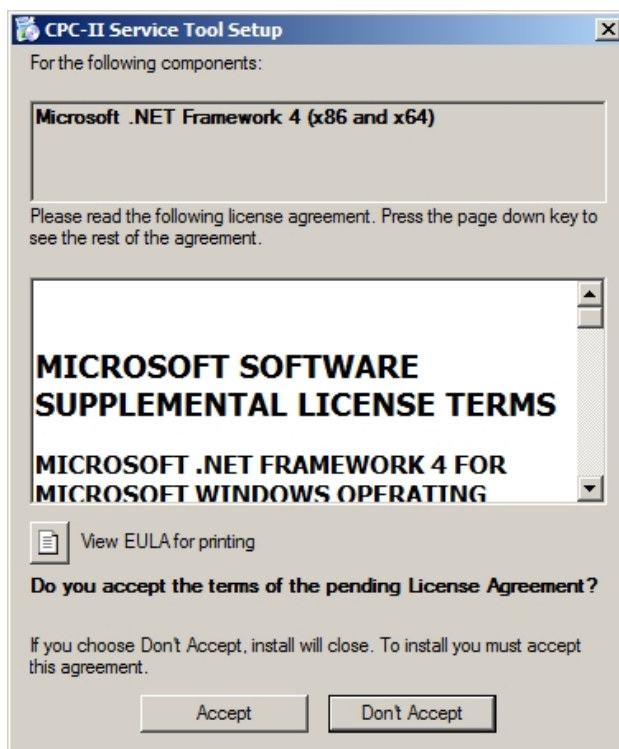 CPC-II Service Tool Setup
For the following components:
Microsoft .NET Framework 4 (x86 and x64)
Please read the following license agreement. Press the page down key to
see the rest of the agreement.
MICROSOFT SOFTWARE
SUPPLEMENTAL LICENSE TERMS
MICROSOFT .NET FRAMEWORK 4 FOR
MICROSOFT WINDOWS OPERATING
View EULA for printing
Do you accept the terms of the pending License Agreement?
If you choose Don't Accept, install will close. To install you must accept
this agreement.
Accept
Don't Accept